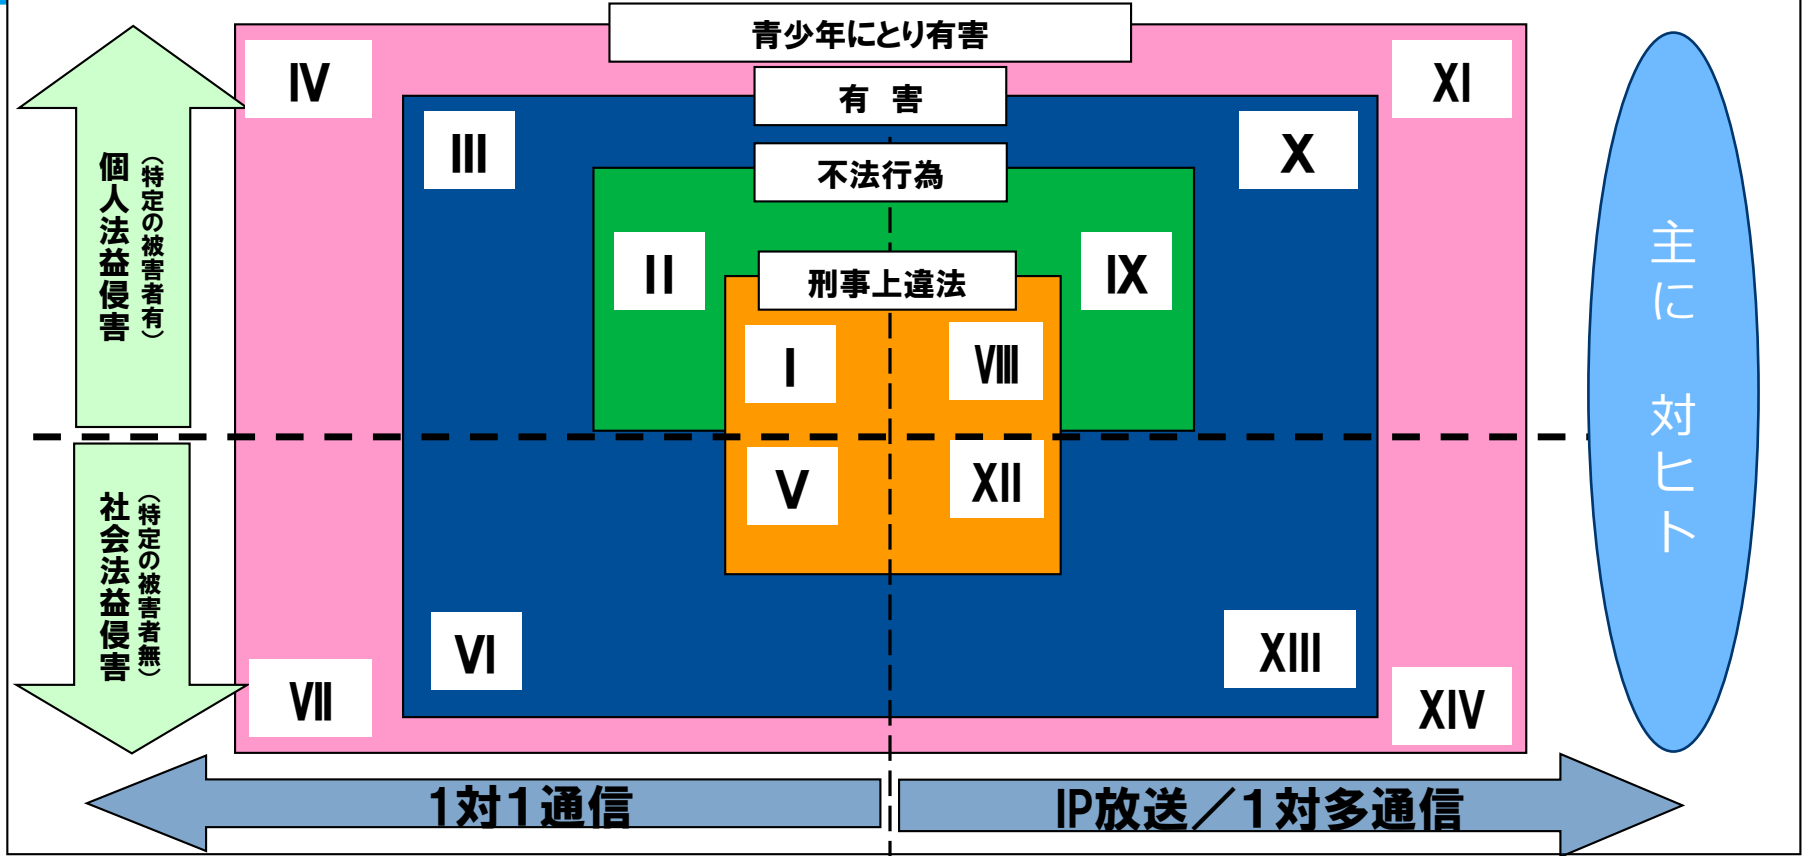 青少年にとり有害
有　害
不法行為
刑事上違法
Ⅳ
Ⅺ
Ⅲ
Ⅹ
Ⅱ
Ⅸ
Ⅰ
Ⅷ
Ⅴ
Ⅻ
Ⅵ
XIII
Ⅶ
XIV
個人法益侵害
（特定の被害者有）
社会法益侵害
（特定の被害者無）
主に　対ヒト
1対１通信
IP放送／１対多通信